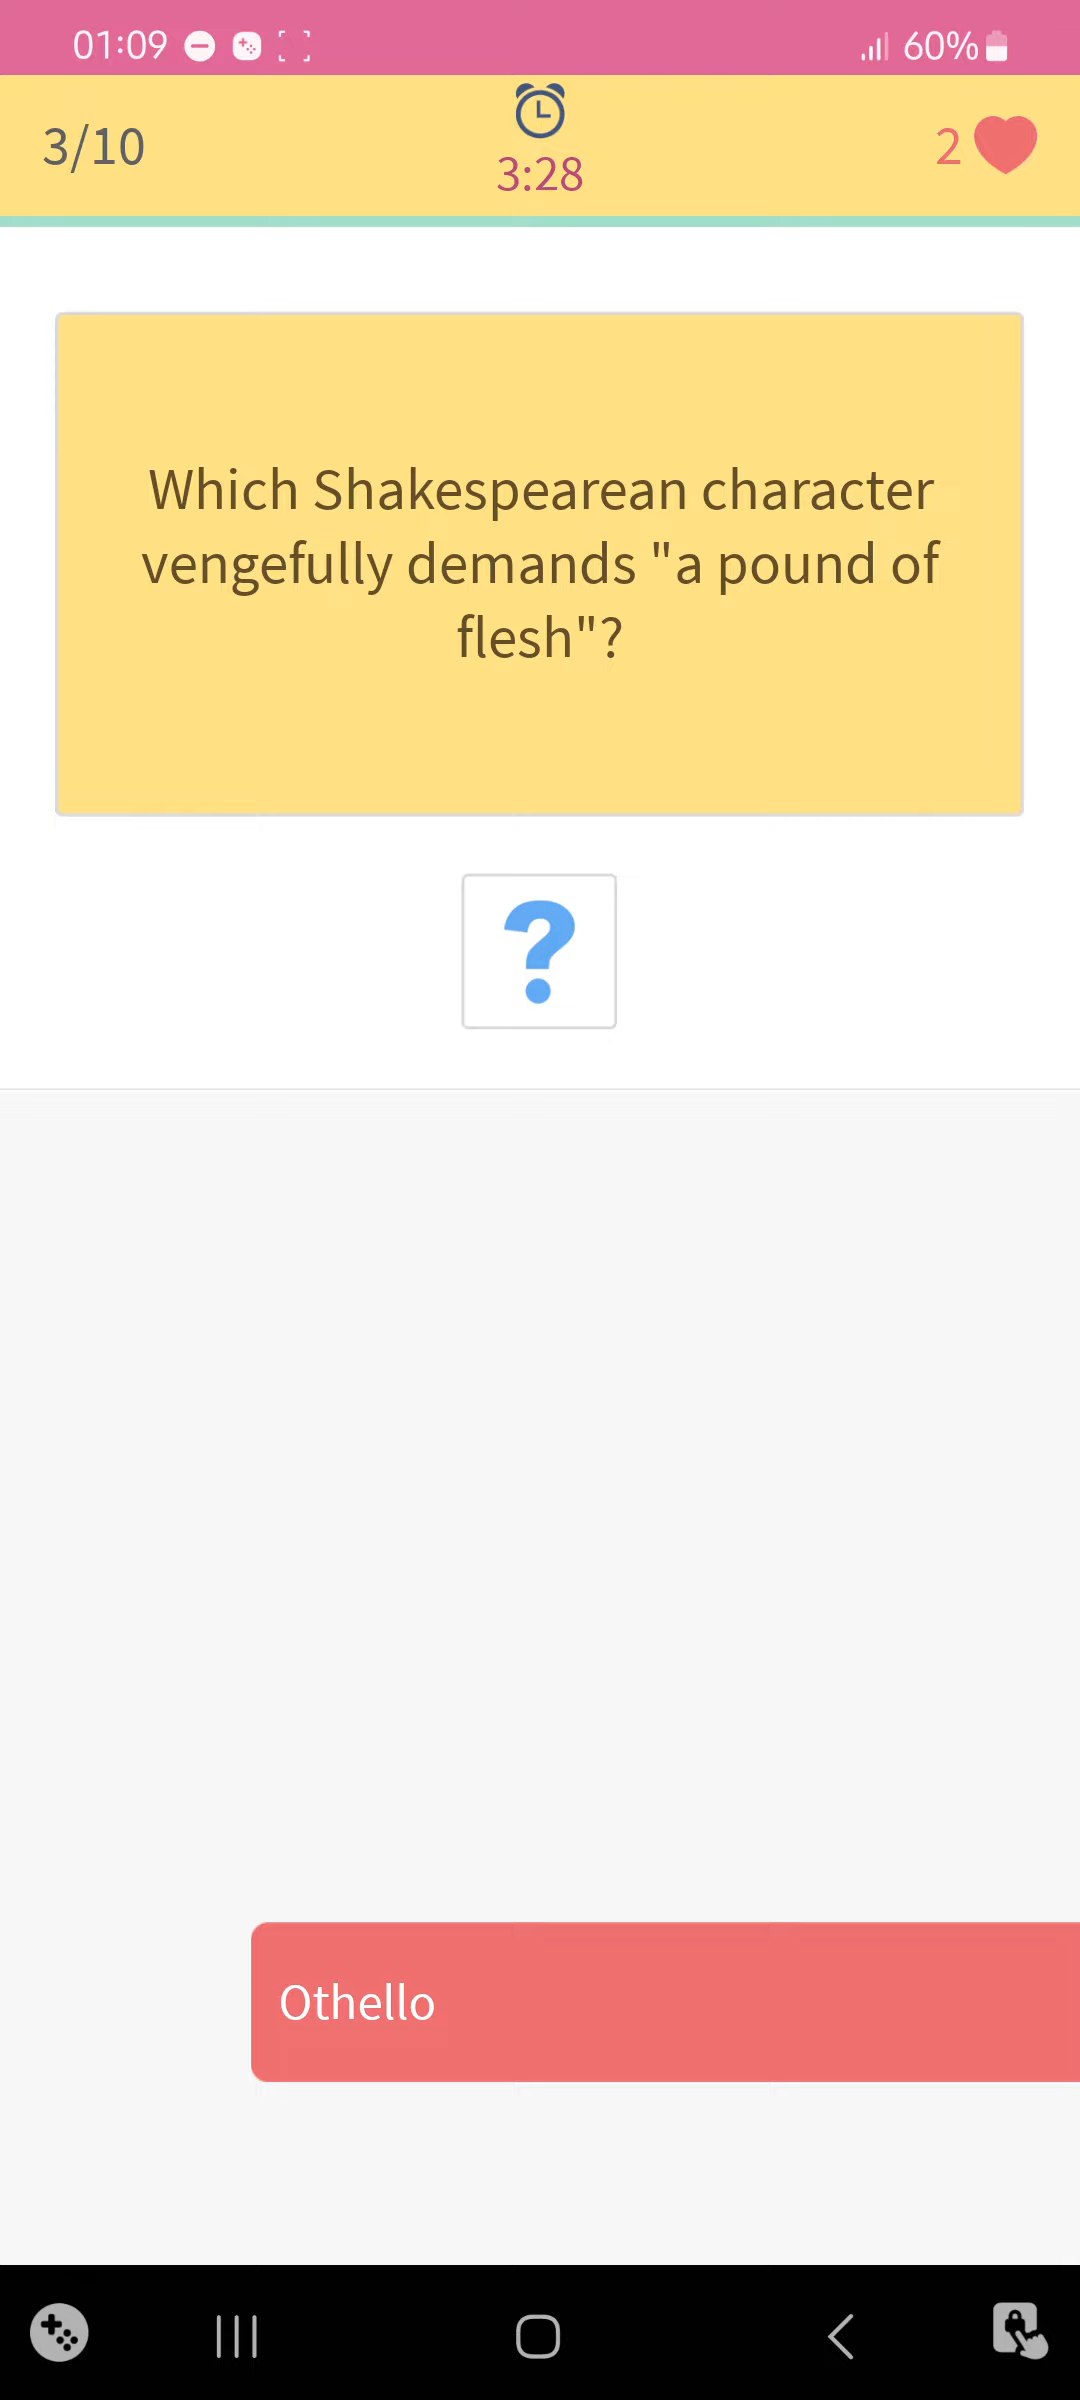 01:09
60%
3/10
3:28
2
Which Shakespearean character
vengefully demands "a pound of
flesh"?
?
Othello